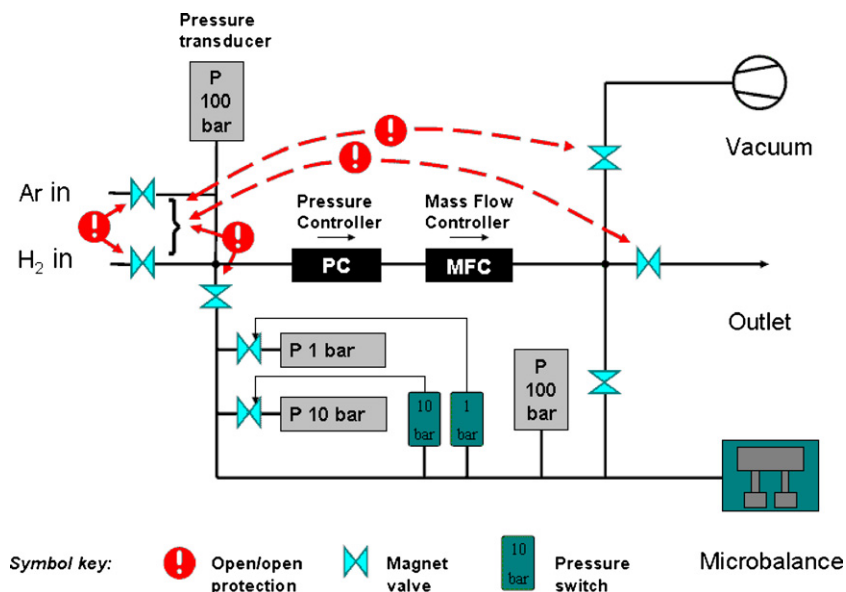 Pressure
transducer
P
100
bar
Vacuum
Ar in
Pressure
Controller
Mass Flow
Controller
H₂ in
PC
MFC
Outlet
P 1 bar
P 10 bar
10
bar
1
bar
P
100
bar
Microbalance
Symbol key:
Open/open
protection
Magnet
valve
10
bar
Pressure
switch